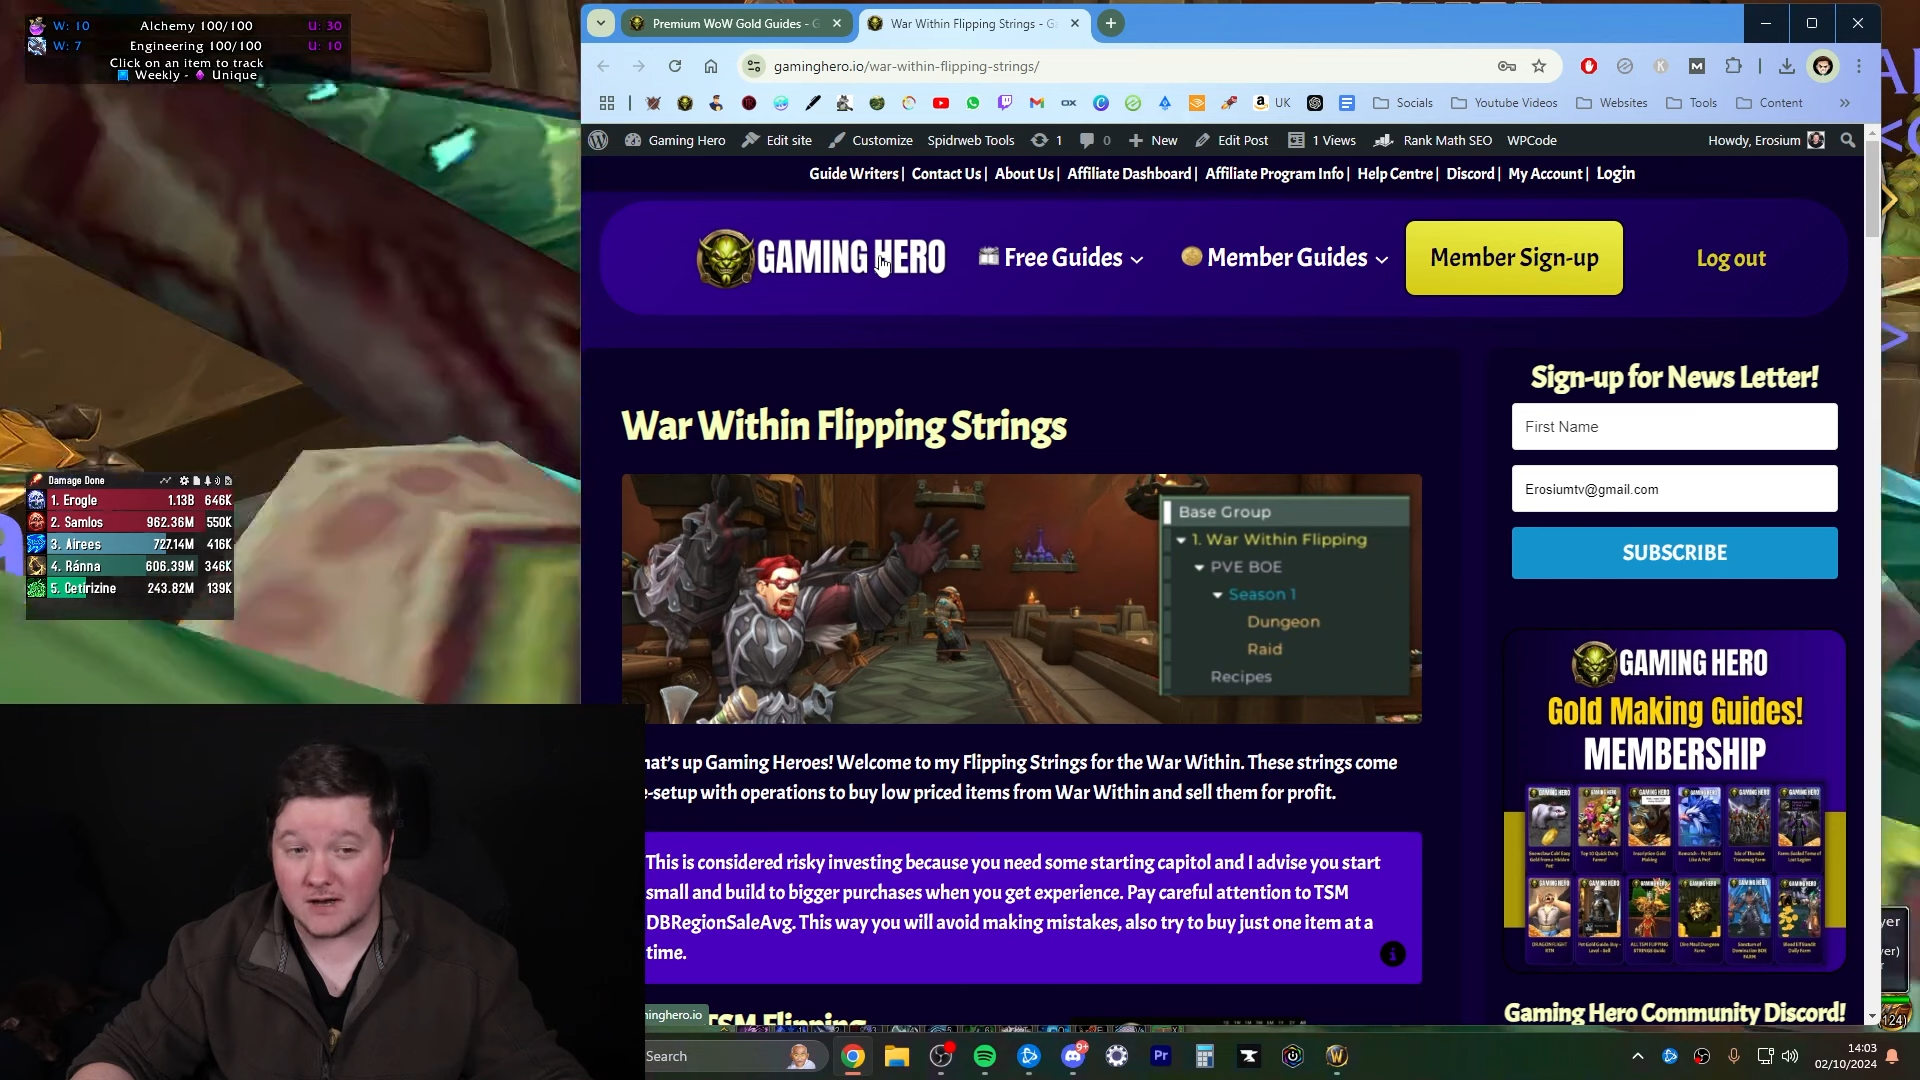 W: 10 Alchemy 100/100 U: 30
W: 7 Engineering 100/100 U: 10
Click on an item to track
Weekly - Unique
Premium WoW Gold Guides - G
War Within Flipping Strings - Ga
gaminghero.io/war-within-flipping-strings/
UK Socials Youtube Videos Websites Tools Content
Gaming Hero Edit site Customize Spidrweb Tools 1 0 New Edit Post 1 Views Rank Math SEO WPCode Howdy, Erosium
Guide Writers| Contact Us| About Us| Affiliate Dashboard| Affiliate Program Info| Help Centre| Discord| My Account| Login
GAMING HERO Free Guides Member Guides Member Sign-up Log out
War Within Flipping Strings
Sign-up for News Letter!
First Name
Erosiumtv@gmail.com
SUBSCRIBE
Base Group
1. War Within Flipping
PVE BOE
Season 1
Dungeon
Raid
Recipes
Damage Done
1. Erogle 1.13B 646K
2. Samlos 962.36M 550K
3. Airees 727.14M 416K
4. Ránna 606.39M 346K
5. Cetirizine 243.82M 139K
hat's up Gaming Heroes! Welcome to my Flipping Strings for the War Within. These strings come
e-setup with operations to buy low priced items from War Within and sell them for profit.
This is considered risky investing because you need some starting capitol and I advise you start
small and build to bigger purchases when you get experience. Pay careful attention to TSM
DBRegionSaleAvg. This way you will avoid making mistakes, also try to buy just one item at a
time.
GAMING HERO
Gold Making Guides!
MEMBERSHIP
Gaming Hero Community Discord!
minghero.io
TSM Flipping
Search
9+
14:03
02/10/2024
yer
yer)
(124)